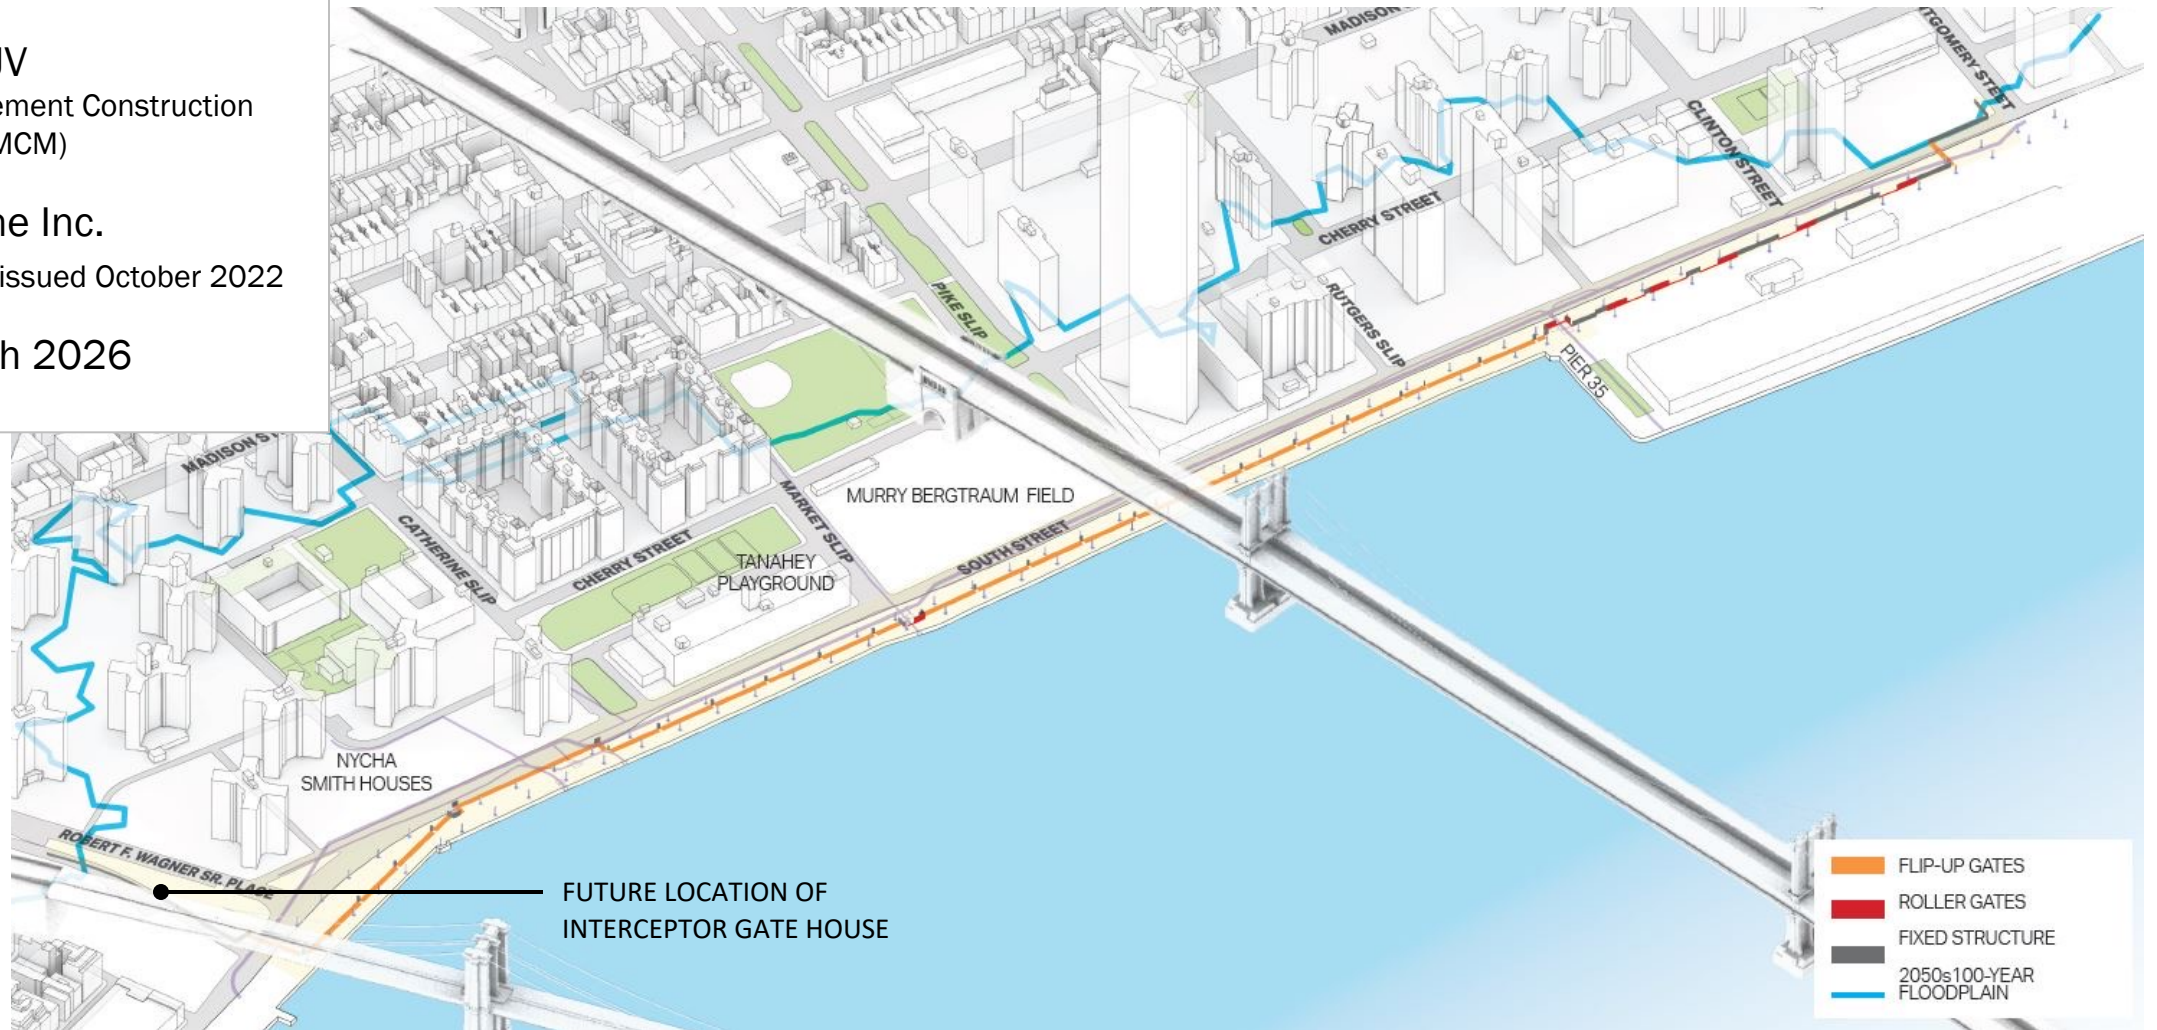 JV
ement Construction
MCM)
ne Inc.
issued October 2022
h 2026
MADISON
MONTGOMERY STREET
CLINTON STREET
CHERRY STREET
PIKE SLIP
RUTGERS SLIP
PIER 35
MADISON ST
CATHERINE SLIP
MARKET SLIP
MURRY BERGTRAUM FIELD
CHERRY STREET
TANAHEY
PLAYGROUND
SOUTH STREET
NYCHA
SMITH HOUSES
ROBERT F. WAGNER SR. PLACE
FUTURE LOCATION OF
INTERCEPTOR GATE HOUSE
FLIP-UP GATES
ROLLER GATES
FIXED STRUCTURE
2050s100-YEAR
FLOODPLAIN